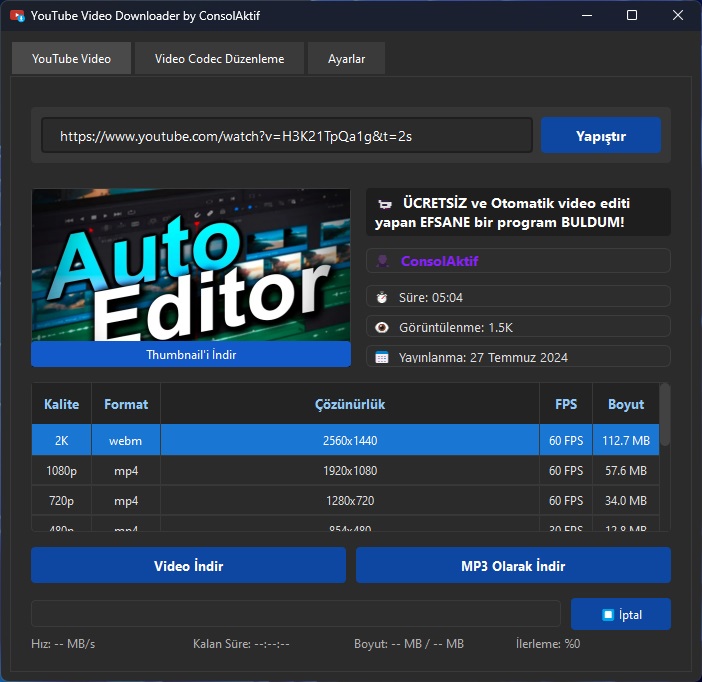 YouTube Video Downloader by ConsolAktif
YouTube Video
Video Codec Düzenleme
Ayarlar
https://www.youtube.com/watch?v=H3K21TpQa1g&t=2s
Yapıştır
Auto
Editor
Thumbnail'i İndir
ÜCRETSİZ ve Otomatik video editi
yapan EFSANE bir program BULDUM!
ConsolAktif
Süre: 05:04
Görüntülenme: 1.5K
Yayınlanma: 27 Temmuz 2024
Kalite Format Çözünürlük FPS Boyut
2K webm 2560x1440 60 FPS 112.7 MB
1080p mp4 1920x1080 60 FPS 57.6 MB
720p mp4 1280x720 60 FPS 34.0 MB
480p mp4 854x480 30 FPS 12.8 MB
Video İndir
MP3 Olarak İndir
İptal
Hız: -- MB/s
Kalan Süre: --:--:--
Boyut: -- MB / -- MB
İlerleme: %0